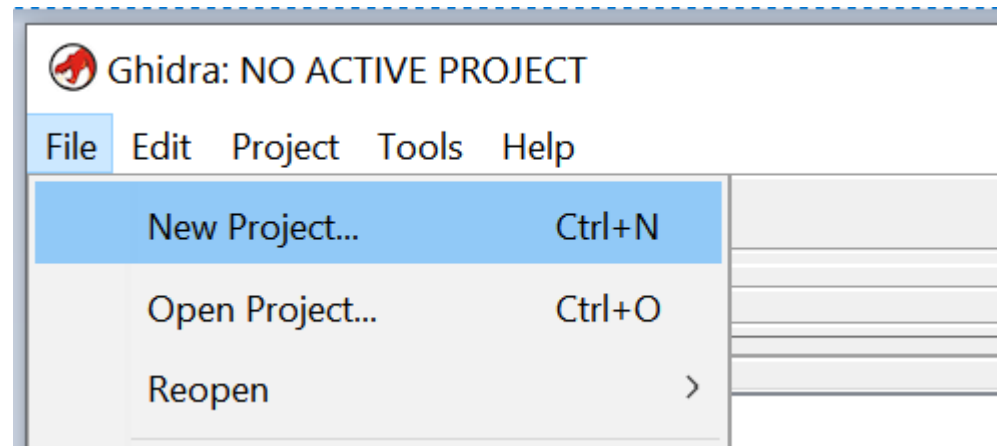 Ghidra: NO ACTIVE PROJECT
File Edit Project Tools Help
New Project... Ctrl+N
Open Project... Ctrl+O
Reopen